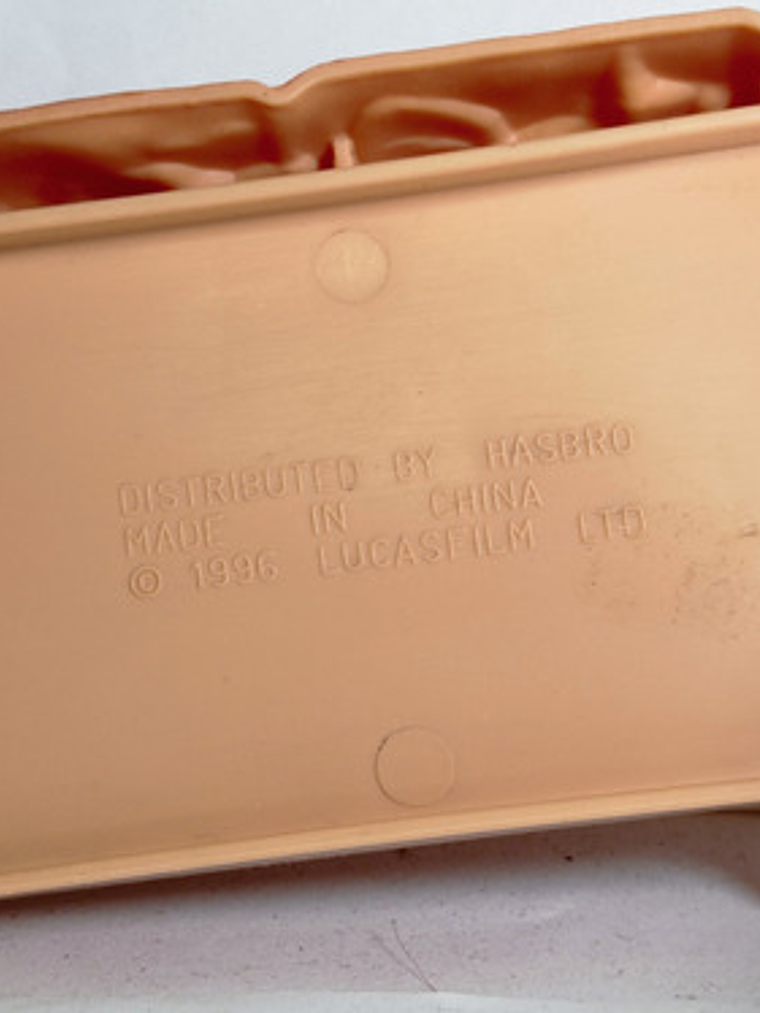 DISTRIBUTED BY HASBRO
MADE IN CHINA
© 1996 LUCASFILM LTD